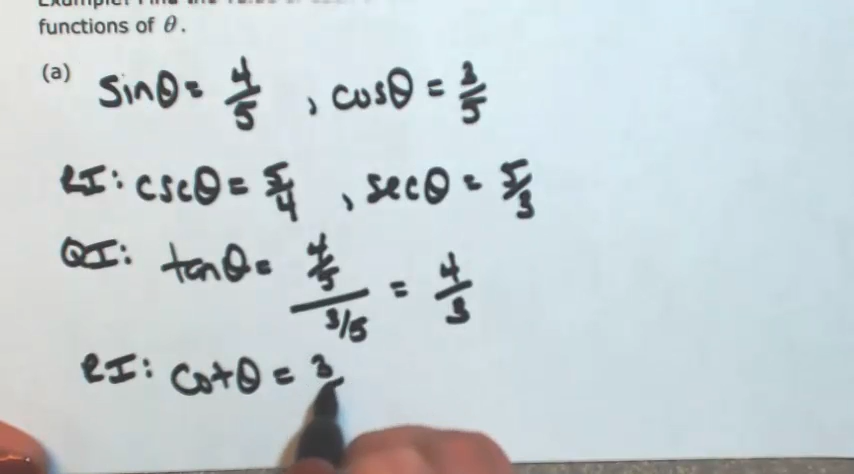 functions of θ.
(a) sinθ = 4/5 , cosθ = 3/5
RI: cscθ = 5/4 , secθ = 5/3
QI: tanθ = 4/5 / 3/5 = 4/3
RI: cotθ = 3